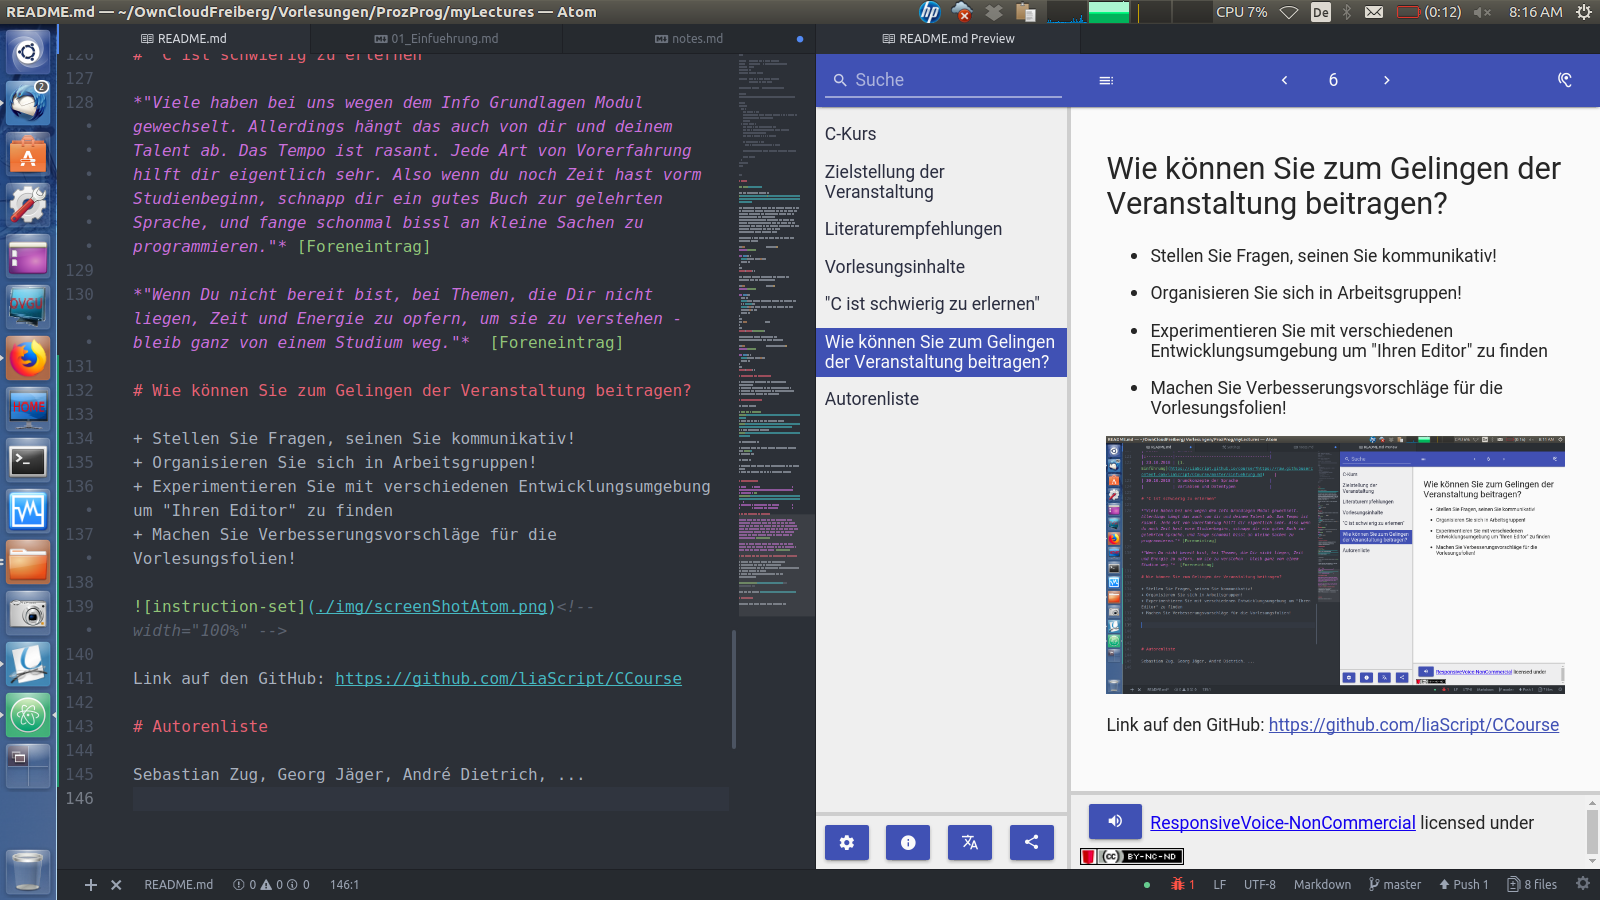 README.md — ~/OwnCloudFreiberg/Vorlesungen/ProzProg/myLectures — Atom
CPU 7%
De
(0:12)
8:16 AM
README.md
01_Einfuehrung.md
notes.md
README.md Preview
126 # "C ist schwierig zu erlernen"
127
128 *"Viele haben bei uns wegen dem Info Grundlagen Modul
gewechselt. Allerdings hängt das auch von dir und deinem
Talent ab. Das Tempo ist rasant. Jede Art von Vorerfahrung
hilft dir eigentlich sehr. Also wenn du noch Zeit hast vorm
Studienbeginn, schnapp dir ein gutes Buch zur gelehrten
Sprache, und fange schonmal bissl an kleine Sachen zu
programmieren."* [Foreneintrag]
129
130 *"Wenn Du nicht bereit bist, bei Themen, die Dir nicht
liegen, Zeit und Energie zu opfern, um sie zu verstehen -
bleib ganz von einem Studium weg."* [Foreneintrag]
131
132 # Wie können Sie zum Gelingen der Veranstaltung beitragen?
133
134 + Stellen Sie Fragen, seinen Sie kommunikativ!
135 + Organisieren Sie sich in Arbeitsgruppen!
136 + Experimentieren Sie mit verschiedenen Entwicklungsumgebung
um "Ihren Editor" zu finden
137 + Machen Sie Verbesserungsvorschläge für die
Vorlesungsfolien!
138
139 ![instruction-set](./img/screenShotAtom.png)<!--
width="100%" -->
140
141 Link auf den GitHub: https://github.com/liaScript/CCourse
142
143 # Autorenliste
144
145 Sebastian Zug, Georg Jäger, André Dietrich, ...
146
Suche
6
C-Kurs
Zielstellung der
Veranstaltung
Literaturempfehlungen
Vorlesungsinhalte
"C ist schwierig zu erlernen"
Wie können Sie zum Gelingen
der Veranstaltung beitragen?
Autorenliste
Wie können Sie zum Gelingen der
Veranstaltung beitragen?
Stellen Sie Fragen, seinen Sie kommunikativ!
Organisieren Sie sich in Arbeitsgruppen!
Experimentieren Sie mit verschiedenen
Entwicklungsumgebung um "Ihren Editor" zu finden
Machen Sie Verbesserungsvorschläge für die
Vorlesungsfolien!
Link auf den GitHub: https://github.com/liaScript/CCourse
ResponsiveVoice-NonCommercial licensed under
BY-NC-ND
README.md
0 0 0
146:1
1
LF
UTF-8
Markdown
master
Push 1
8 files